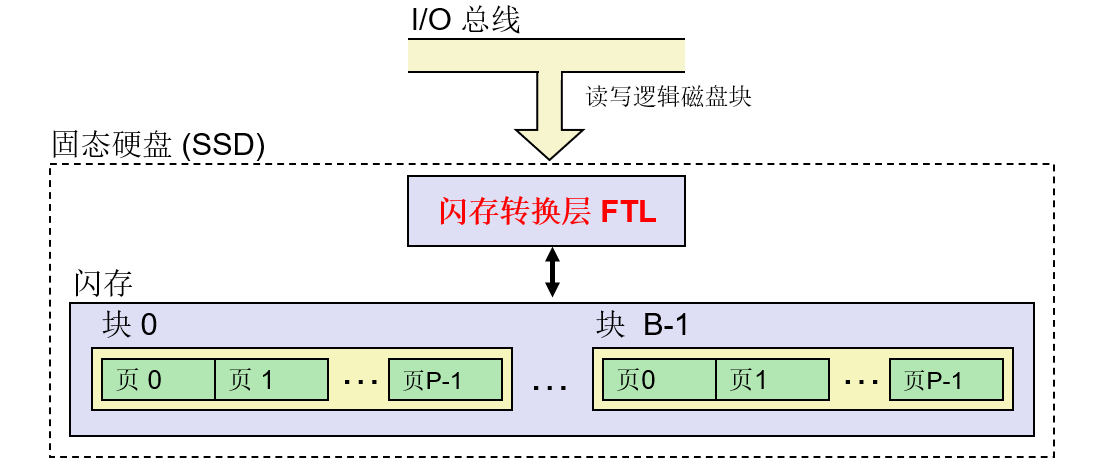 I/O 总线
读写逻辑磁盘块
固态硬盘 (SSD)
闪存转换层 FTL
闪存
块 0
块 B-1
页 0 页 1 ··· 页P-1 ··· 页0 页1 ··· 页P-1